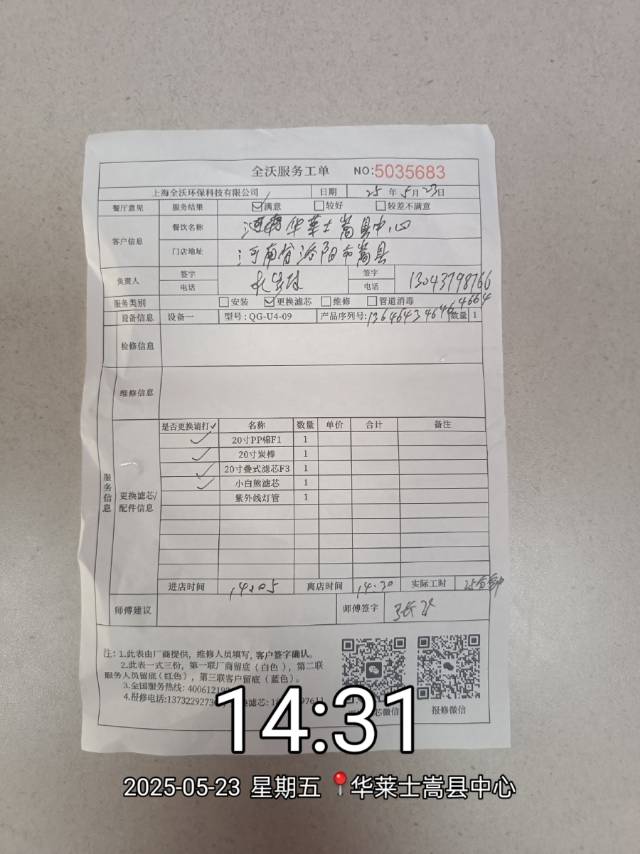 全沃服务工单 NO:5035683
上海全沃环保科技有限公司 日期 25年5月23日
餐厅意见 服务结果 ☑满意 □较好 □较差不满意
客户信息 餐饮名称 华莱士嵩县中心
门店地址 河南省洛阳市嵩县
负责人 签字 签字
电话 电话 13043798766
服务类别 □安装 ☑更换滤芯 □维修 □管道消毒
设备信息 设备一 型号:QG-U4-09 产品序列号: 数量 1
检修信息
维修信息
服务信息
更换滤芯/配件信息
是否更换请打✓ 名称 数量 单价 合计 备注
✓ 20寸PP棉F1 1
✓ 20寸炭棒 1
✓ 20寸叠式滤芯F3 1
✓ 小白熊滤芯 1
紫外线灯管 1
进店时间 14:05 离店时间 14:30 实际工时 25分钟
师傅建议 师傅签字
注:1.此表由厂商提供,维修人员填写,客户签字确认。
2.此表一式三份,第一联厂商留底(白色),第二联
服务人员留底(红色),第三联客户留底(蓝色)。
3.全国服务热线:
4.报修电话:
报修微信
14:31
2025-05-23 星期五 华莱士嵩县中心